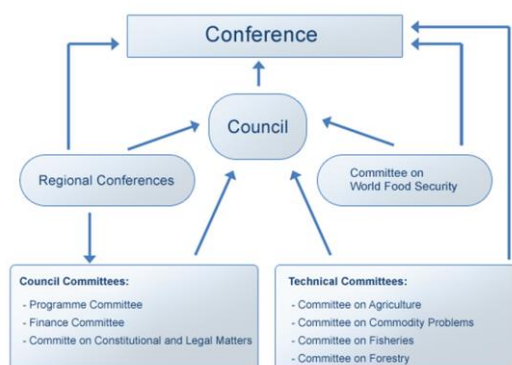 Conference
Council
Regional Conferences
Committee on
World Food Security
Council Committees:
- Programme Committee
- Finance Committee
- Committe on Constitutional and Legal Matters
Technical Committees:
- Committee on Agriculture
- Committee on Commodity Problems
- Committee on Fisheries
- Committee on Forestry